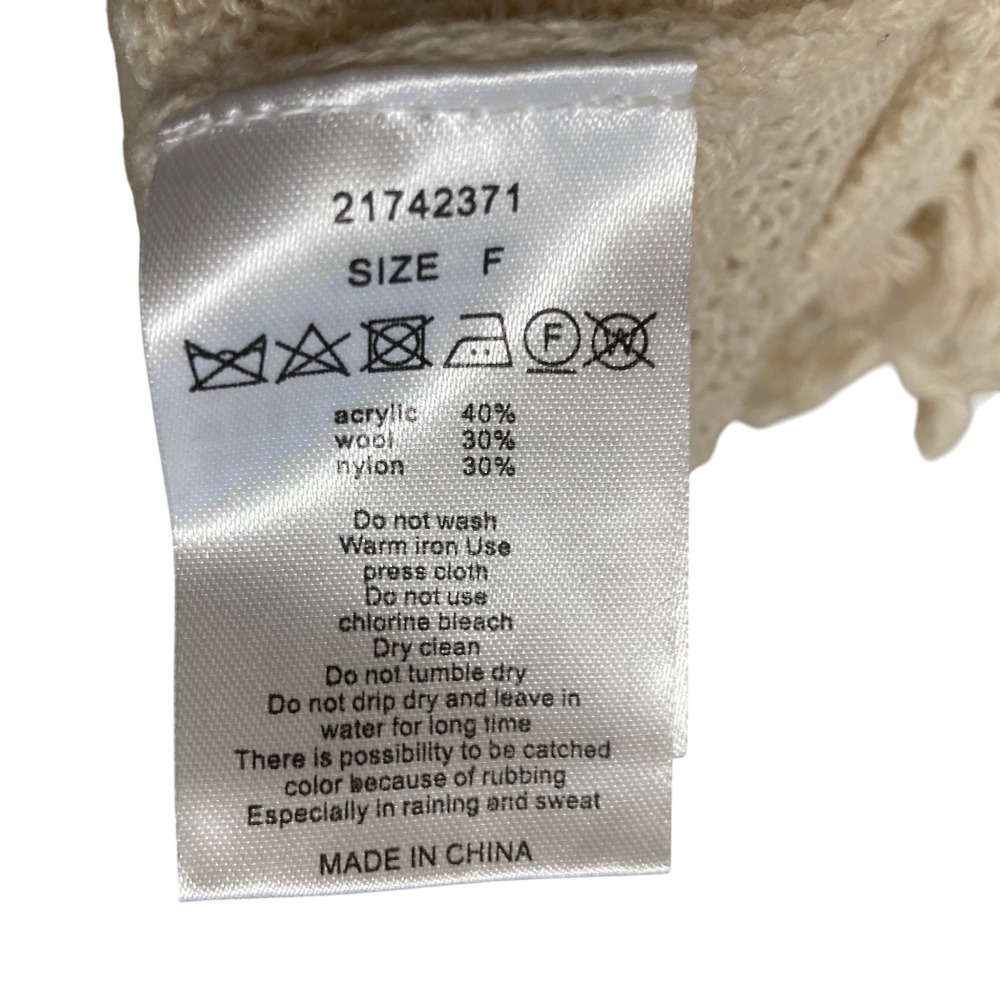 21742371
SIZE F
F W
acrylic 40%
wool 30%
nylon 30%
Do not wash
Warm iron Use
press cloth
Do not use
chlorine bleach
Dry clean
Do not tumble dry
Do not drip dry and leave in
water for long time
There is possibility to be catched
color because of rubbing
Especially in raining and sweat
MADE IN CHINA